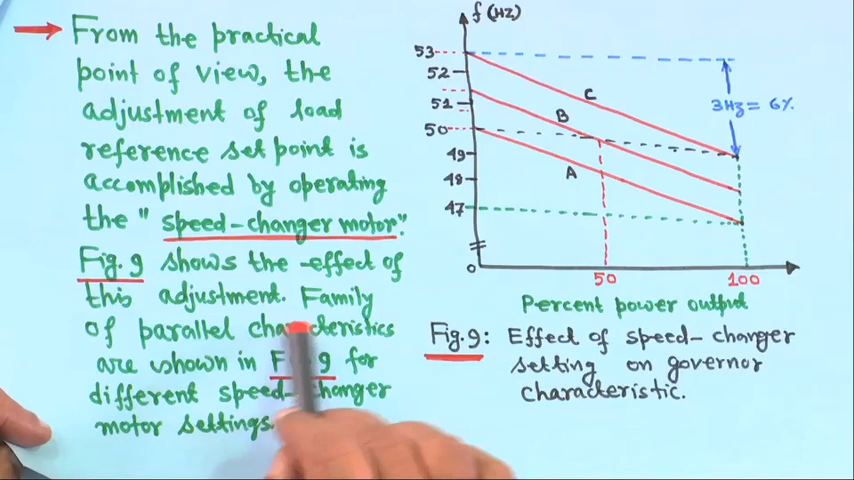 From the practical
point of view, the
adjustment of load
reference set point is
accomplished by operating
the "speed-changer motor".
Fig.9 shows the effect of
this adjustment. Family
of parallel characteristics
are shown in Fig 9 for
different speed-changer
motor settings.
f (HZ)
53
52
51
50
49
48
47
0
C
B
A
3HZ = 6%
50
100
Percent power output
Fig.9: Effect of speed-changer
setting on governor
characteristic.